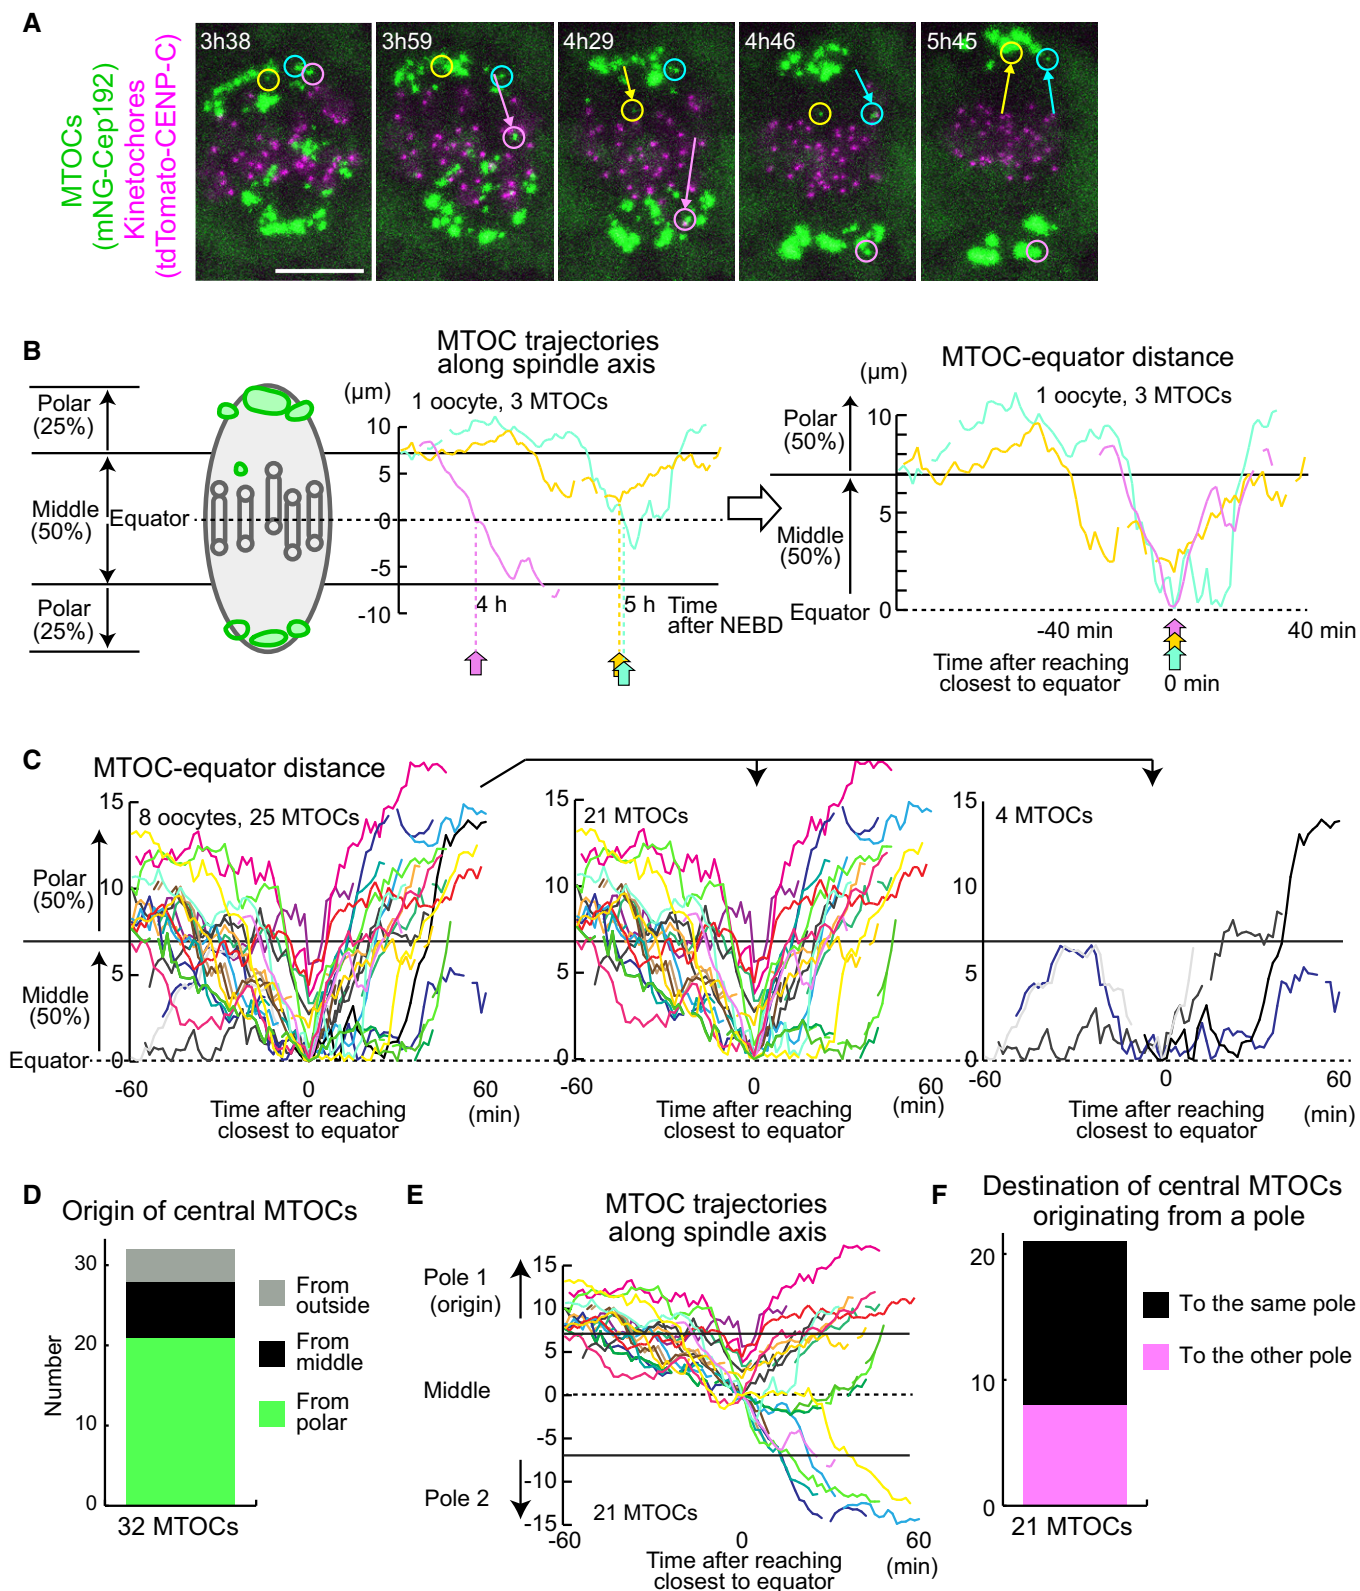 A
MTOCs
(mNG-Cep192)
Kinetochores
(tdTomato-CENP-C)
3h38
3h59
4h29
4h46
5h45
B
Polar
(25%)
Middle
(50%)
Equator
Polar
(25%)
MTOC trajectories
along spindle axis
(μm)
1 oocyte, 3 MTOCs
10
5
0
-5
-10
4 h
5 h
Time
after NEBD
MTOC-equator distance
(μm)
1 oocyte, 3 MTOCs
Polar
(50%)
Middle
(50%)
Equator
10
5
0
-40 min
40 min
Time after reaching
closest to equator
0 min
C
MTOC-equator distance
8 oocytes, 25 MTOCs
Polar
(50%)
Middle
(50%)
Equator
15
10
5
0
-60
0
60
(min)
Time after reaching
closest to equator
21 MTOCs
15
10
5
0
-60
0
60
(min)
Time after reaching
closest to equator
4 MTOCs
15
10
5
0
-60
0
60
(min)
Time after reaching
closest to equator
D
Origin of central MTOCs
Number
30
20
10
0
32 MTOCs
From
outside
From
middle
From
polar
E
MTOC trajectories
along spindle axis
Pole 1
(origin)
Middle
Pole 2
15
10
5
0
-5
-10
-15
21 MTOCs
-60
0
60
(min)
Time after reaching
closest to equator
F
Destination of central MTOCs
originating from a pole
20
10
0
21 MTOCs
To the same pole
To the other pole